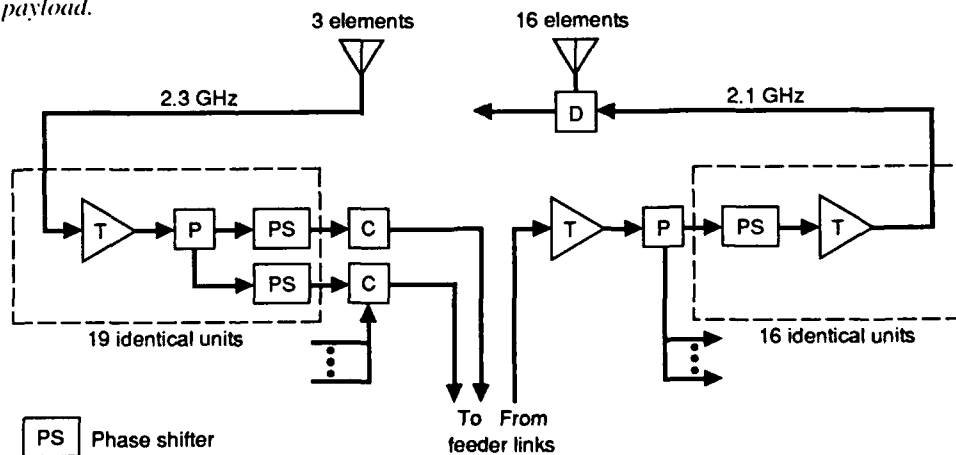 payload.
3 elements
16 elements
2.3 GHz
2.1 GHz
D
T
P
PS
C
T
P
PS
T
PS
C
19 identical units
16 identical units
To From
feeder links
PS Phase shifter